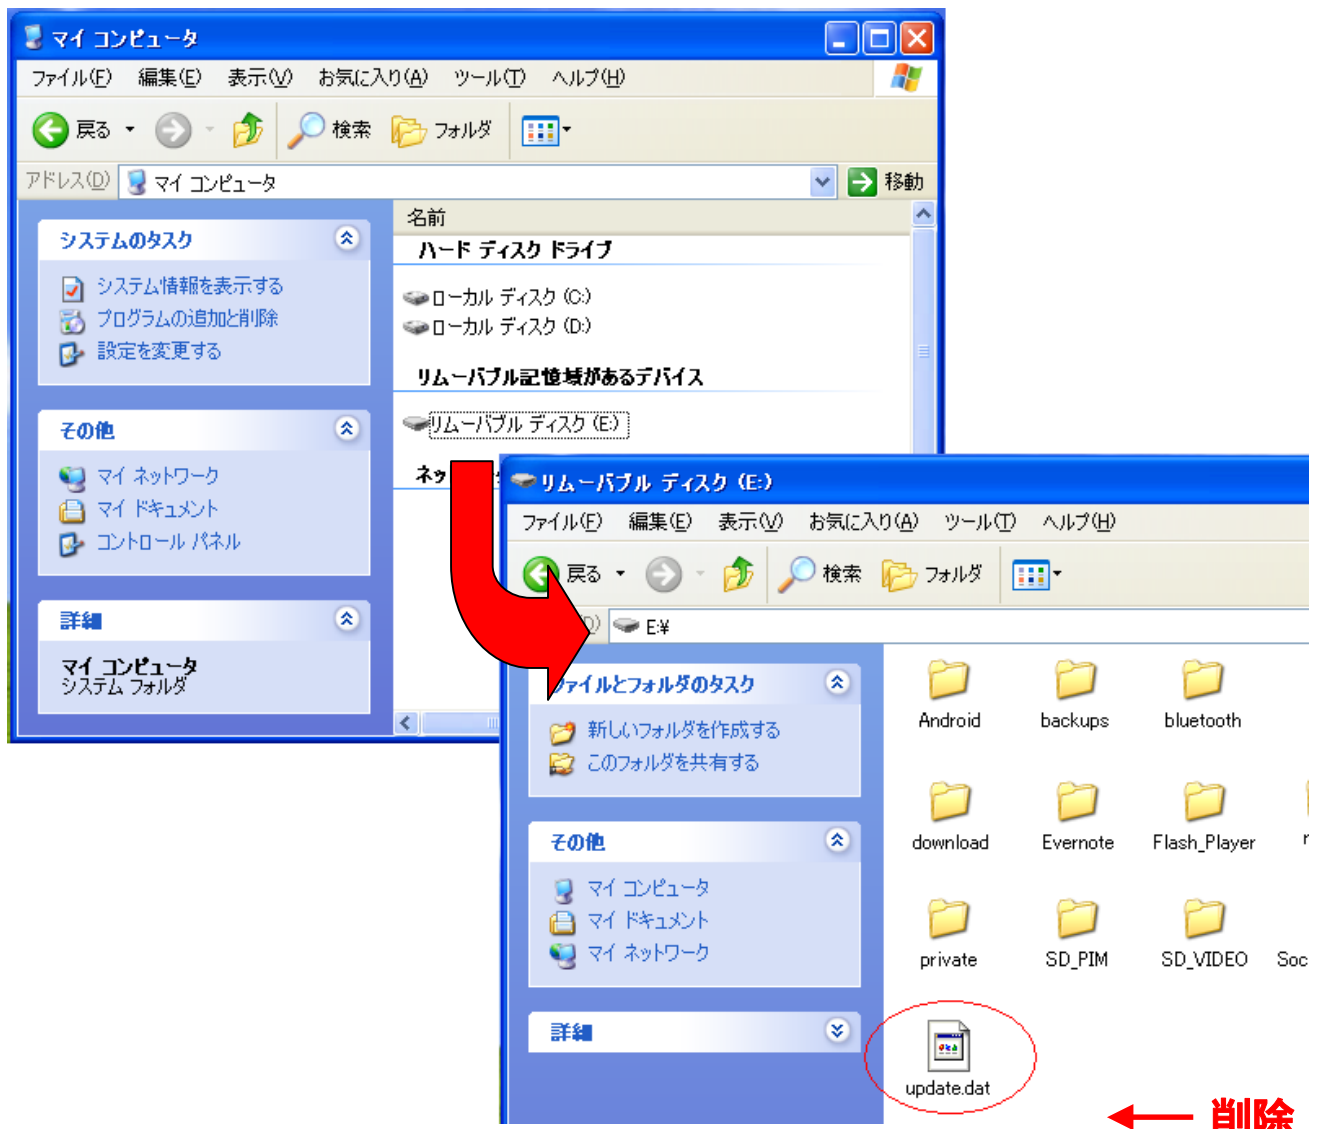 マイ コンピュータ
ファイル(F) 編集(E) 表示(V) お気に入り(A) ツール(T) ヘルプ(H)
戻る 検索 フォルダ
アドレス(D) マイ コンピュータ 移動
システムのタスク
システム情報を表示する
プログラムの追加と削除
設定を変更する
その他
マイ ネットワーク
マイ ドキュメント
コントロール パネル
詳細
マイ コンピュータ
システム フォルダ
名前
ハード ディスク ドライブ
ローカル ディスク (C:)
ローカル ディスク (D:)
リムーバブル記憶域があるデバイス
リムーバブル ディスク (E:)
リムーバブル ディスク (E:)
ファイル(F) 編集(E) 表示(V) お気に入り(A) ツール(T) ヘルプ(H)
戻る 検索 フォルダ
E:¥
ファイルとフォルダのタスク
新しいフォルダを作成する
このフォルダを共有する
その他
マイ コンピュータ
マイ ドキュメント
マイ ネットワーク
詳細
Android backups bluetooth
download Evernote Flash_Player
private SD_PIM SD_VIDEO Soc
update.dat
削除